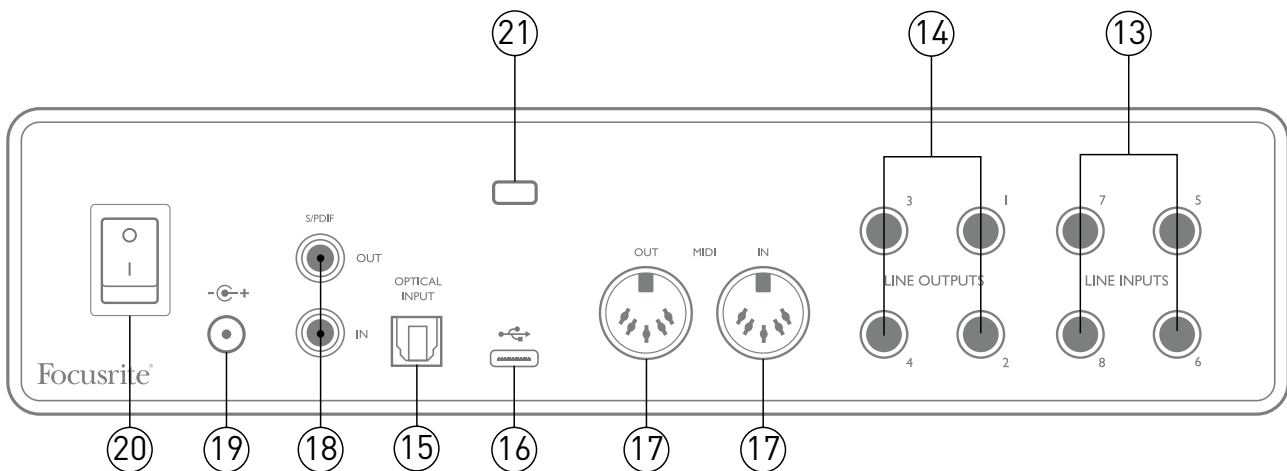 21
14
13
S/PDIF
OUT
IN
OPTICAL
INPUT
OUT MIDI IN
3 1 7 5
LINE OUTPUTS LINE INPUTS
4 2 8 6
Focusrite®
20 19 18 15 16 17 17